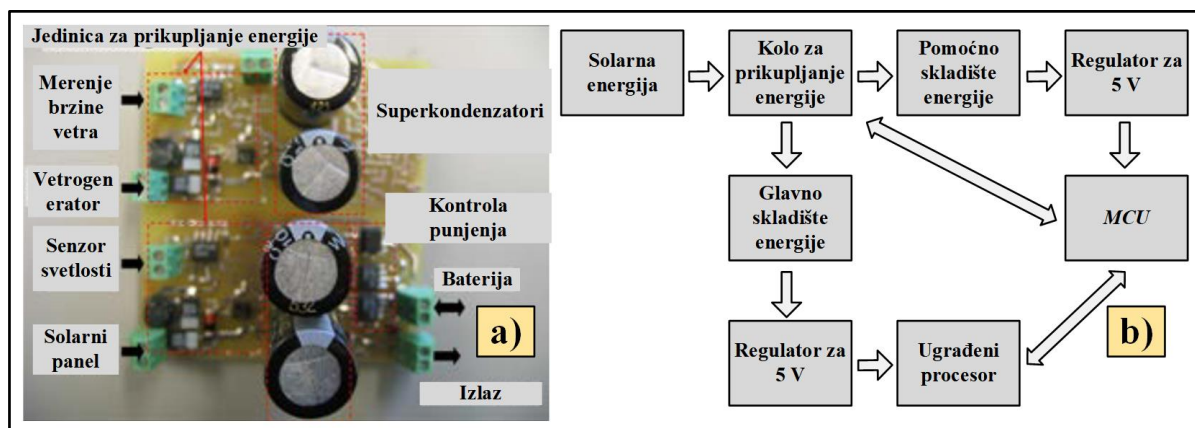 Jedinica za prikupljanje energije
Merenje
brzine
vetra
Vetrogen
erator
Senzor
svetlosti
Solarni
panel
Superkondenzatori
Kontrola
punjenja
Baterija
a)
Izlaz
Solarna
energija
Kolo za
prikupljanje
energije
Pomoćno
skladište
energije
Regulator za
5 V
Glavno
skladište
energije
MCU
Regulator za
5 V
Ugrađeni
procesor
b)